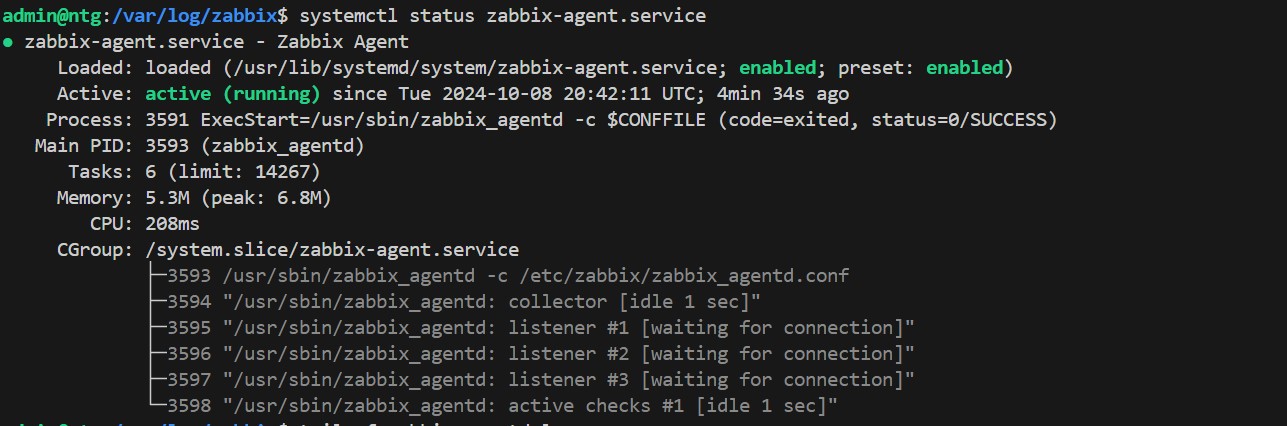 admin@ntg:/var/log/zabbix$ systemctl status zabbix-agent.service
● zabbix-agent.service - Zabbix Agent
Loaded: loaded (/usr/lib/systemd/system/zabbix-agent.service; enabled; preset: enabled)
Active: active (running) since Tue 2024-10-08 20:42:11 UTC; 4min 34s ago
Process: 3591 ExecStart=/usr/sbin/zabbix_agentd -c $CONFFILE (code=exited, status=0/SUCCESS)
Main PID: 3593 (zabbix_agentd)
Tasks: 6 (limit: 14267)
Memory: 5.3M (peak: 6.8M)
CPU: 208ms
CGroup: /system.slice/zabbix-agent.service
├─3593 /usr/sbin/zabbix_agentd -c /etc/zabbix/zabbix_agentd.conf
├─3594 "/usr/sbin/zabbix_agentd: collector [idle 1 sec]"
├─3595 "/usr/sbin/zabbix_agentd: listener #1 [waiting for connection]"
├─3596 "/usr/sbin/zabbix_agentd: listener #2 [waiting for connection]"
├─3597 "/usr/sbin/zabbix_agentd: listener #3 [waiting for connection]"
└─3598 "/usr/sbin/zabbix_agentd: active checks #1 [idle 1 sec]"